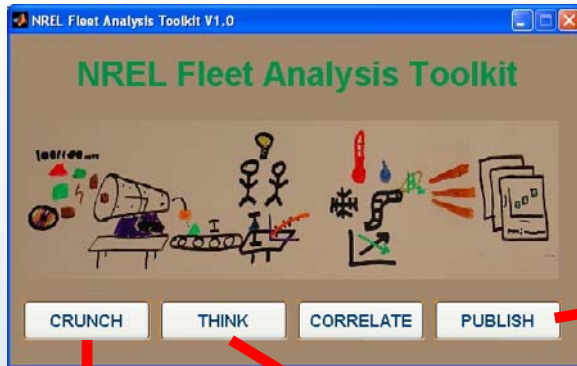 NREL Fleet Analysis Toolkit V1.0
NREL Fleet Analysis Toolkit
CRUNCH THINK CORRELATE PUBLISH